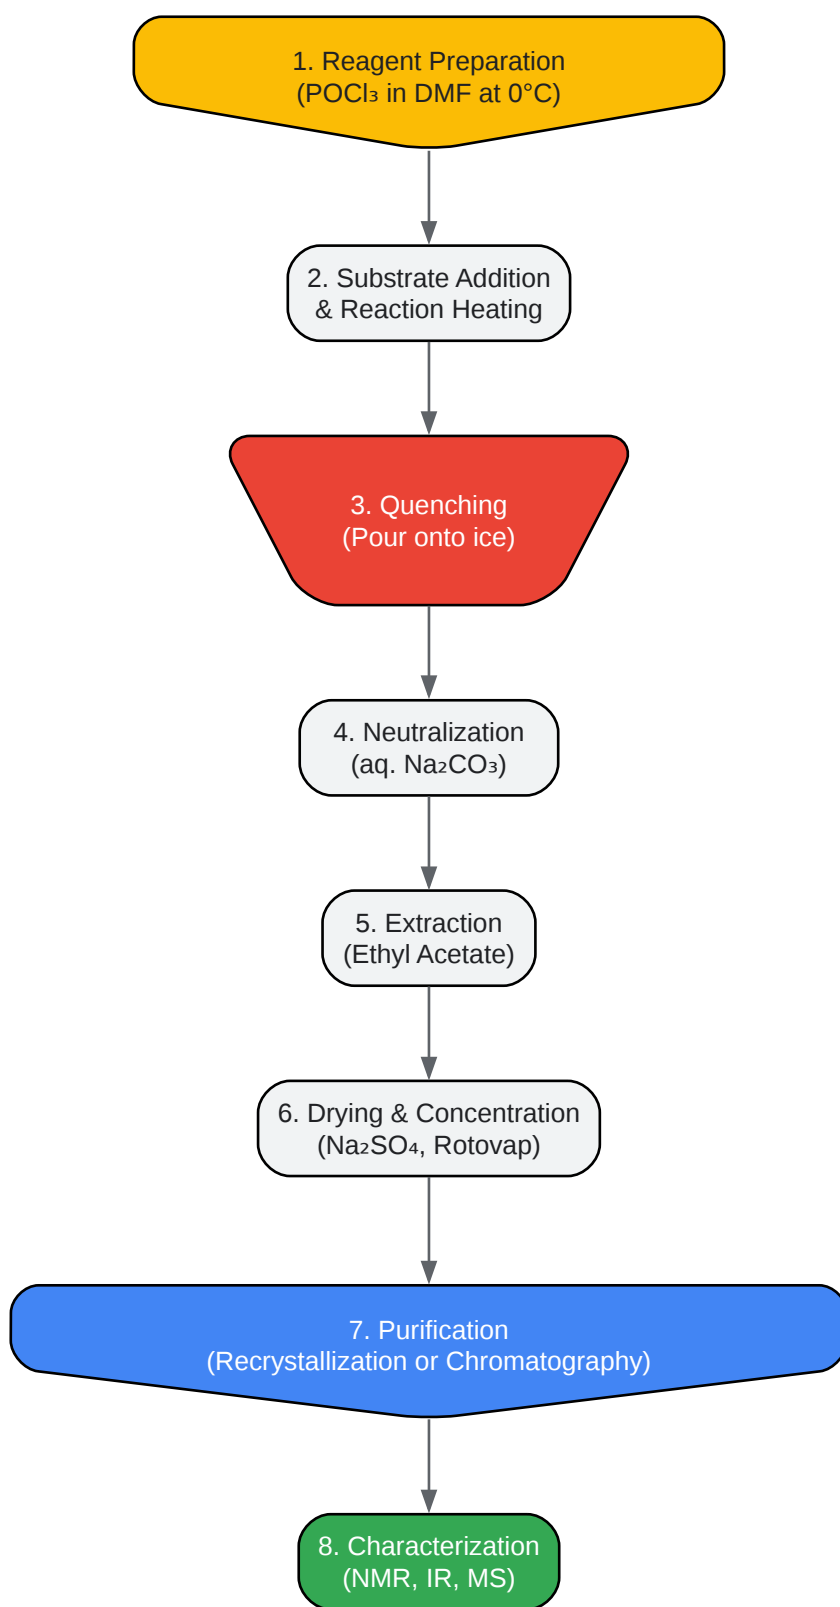 1. Reagent Preparation
(POCl₃ in DMF at 0°C)
2. Substrate Addition
& Reaction Heating
3. Quenching
(Pour onto ice)
4. Neutralization
(aq. Na₂CO₃)
5. Extraction
(Ethyl Acetate)
6. Drying & Concentration
(Na₂SO₄, Rotovap)
7. Purification
(Recrystallization or Chromatography)
8. Characterization
(NMR, IR, MS)